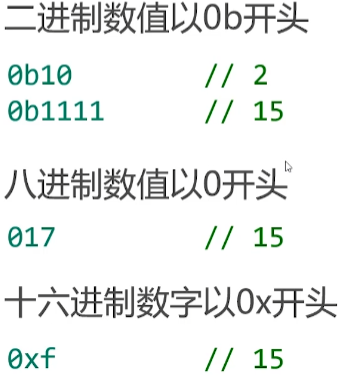 二进制数值以0b开头
0b10 // 2
0b1111 // 15
八进制数值以0开头
017 // 15
十六进制数字以0x开头
0xf // 15